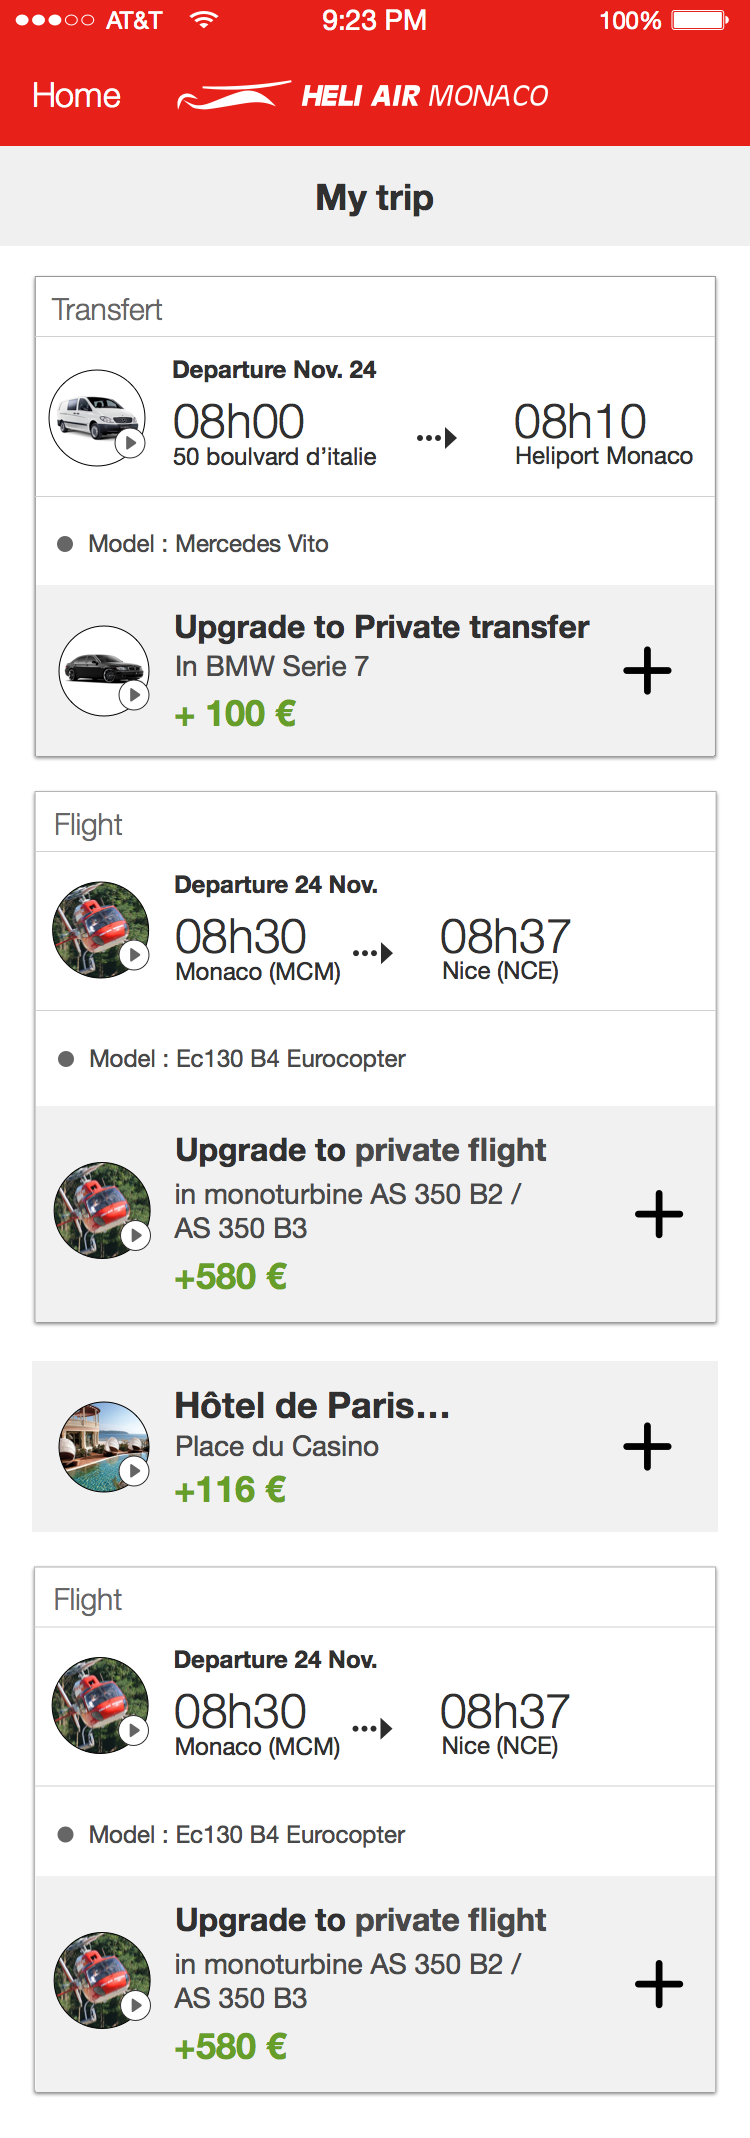 AT&T 9:23 PM 100%
Home HELI AIR MONACO
My trip
Transfert
Departure Nov. 24
08h00 08h10
50 boulvard d’italie Heliport Monaco
Model : Mercedes Vito
Upgrade to Private transfer
In BMW Serie 7
+ 100 €
Flight
Departure 24 Nov.
08h30 08h37
Monaco (MCM) Nice (NCE)
Model : Ec130 B4 Eurocopter
Upgrade to private flight
in monoturbine AS 350 B2 /
AS 350 B3
+580 €
Hôtel de Paris...
Place du Casino
+116 €
Flight
Departure 24 Nov.
08h30 08h37
Monaco (MCM) Nice (NCE)
Model : Ec130 B4 Eurocopter
Upgrade to private flight
in monoturbine AS 350 B2 /
AS 350 B3
+580 €